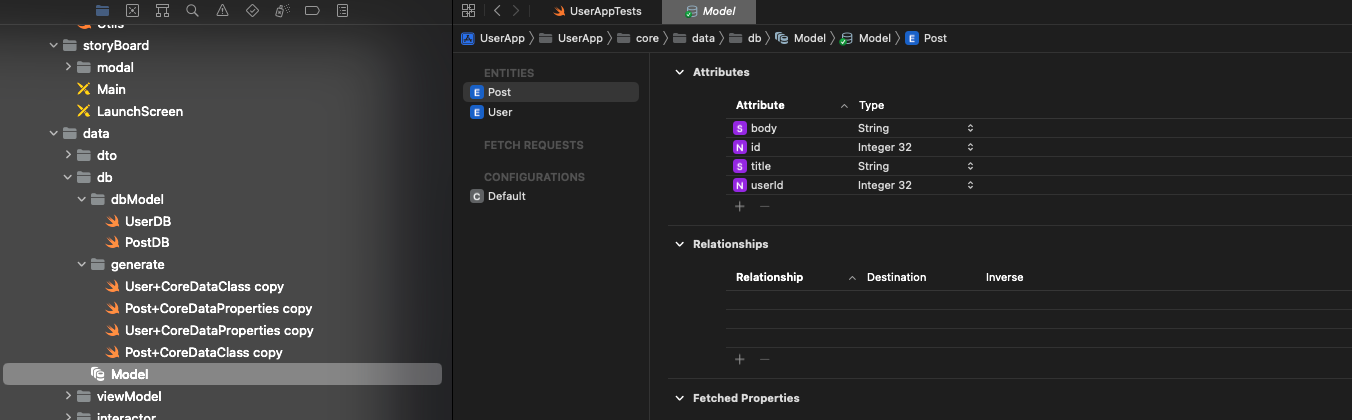 Utils
storyBoard
modal
Main
LaunchScreen
data
dto
db
dbModel
UserDB
PostDB
generate
User+CoreDataClass copy
Post+CoreDataProperties copy
User+CoreDataProperties copy
Post+CoreDataClass copy
Model
viewModel
interactor
UserAppTests
Model
UserApp
UserApp
core
data
db
Model
Model
E Post
ENTITIES
E Post
E User
FETCH REQUESTS
CONFIGURATIONS
C Default
Attributes
Attribute Type
S body String
N id Integer 32
S title String
N userId Integer 32
+ −
Relationships
Relationship Destination Inverse
+ −
Fetched Properties